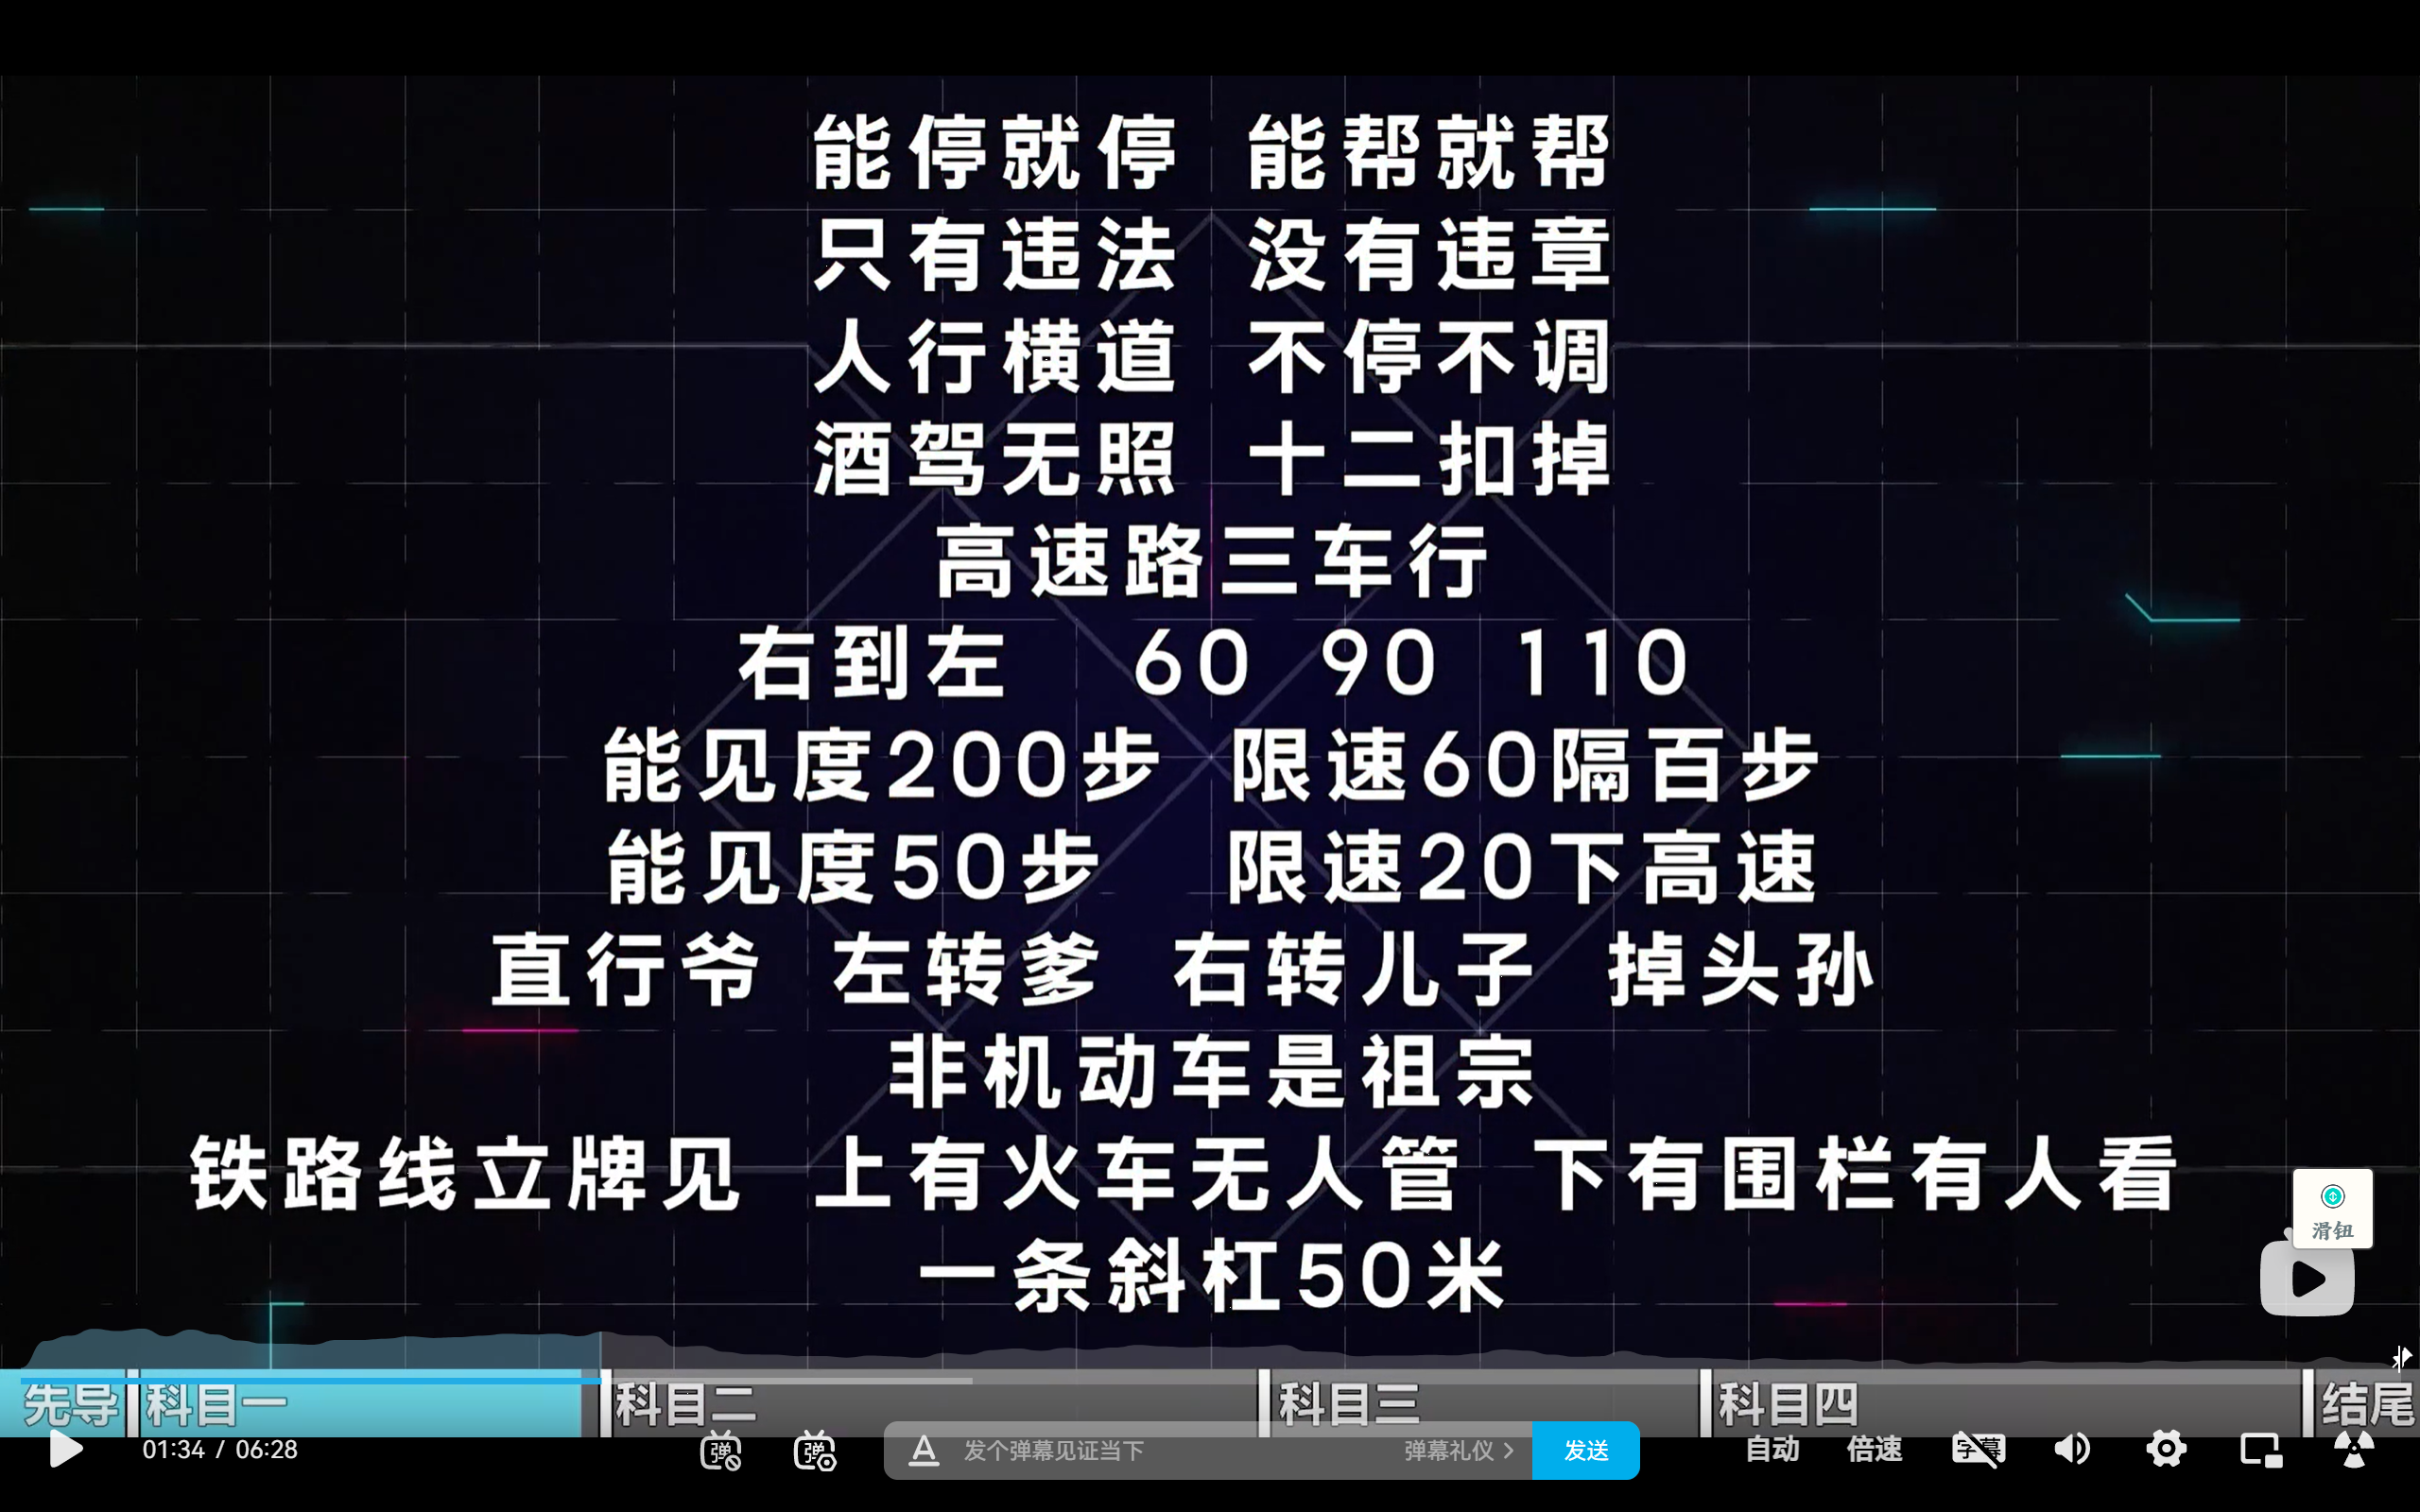 能停就停 能帮就帮
只有违法 没有违章
人行横道 不停不调
酒驾无照 十二扣掉
高速路三车行
右到左 60 90 110
能见度200步 限速60隔百步
能见度50步 限速20下高速
直行爷 左转爹 右转儿子 掉头孙
非机动车是祖宗
铁路线立牌见 上有火车无人管 下有围栏有人看
一条斜杠50米
滑钮
先导 科目一 科目二 科目三 科目四 结尾
01:34 / 06:28 弹 弹 A 发个弹幕见证当下 弹幕礼仪 > 发送 自动 倍速 字幕